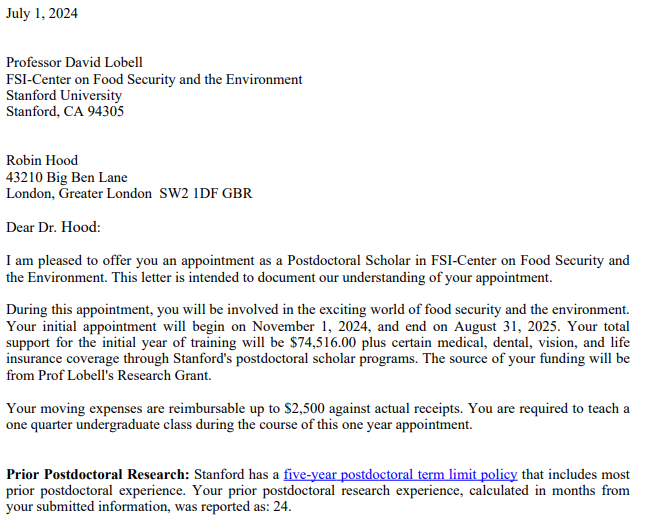 July 1, 2024
Professor David Lobell
FSI-Center on Food Security and the Environment
Stanford University
Stanford, CA 94305
Robin Hood
43210 Big Ben Lane
London, Greater London SW2 1DF GBR
Dear Dr. Hood:
I am pleased to offer you an appointment as a Postdoctoral Scholar in FSI-Center on Food Security and
the Environment. This letter is intended to document our understanding of your appointment.
During this appointment, you will be involved in the exciting world of food security and the environment.
Your initial appointment will begin on November 1, 2024, and end on August 31, 2025. Your total
support for the initial year of training will be $74,516.00 plus certain medical, dental, vision, and life
insurance coverage through Stanford's postdoctoral scholar programs. The source of your funding will be
from Prof Lobell's Research Grant.
Your moving expenses are reimbursable up to $2,500 against actual receipts. You are required to teach a
one quarter undergraduate class during the course of this one year appointment.
Prior Postdoctoral Research: Stanford has a five-year postdoctoral term limit policy that includes most
prior postdoctoral experience. Your prior postdoctoral research experience, calculated in months from
your submitted information, was reported as: 24.